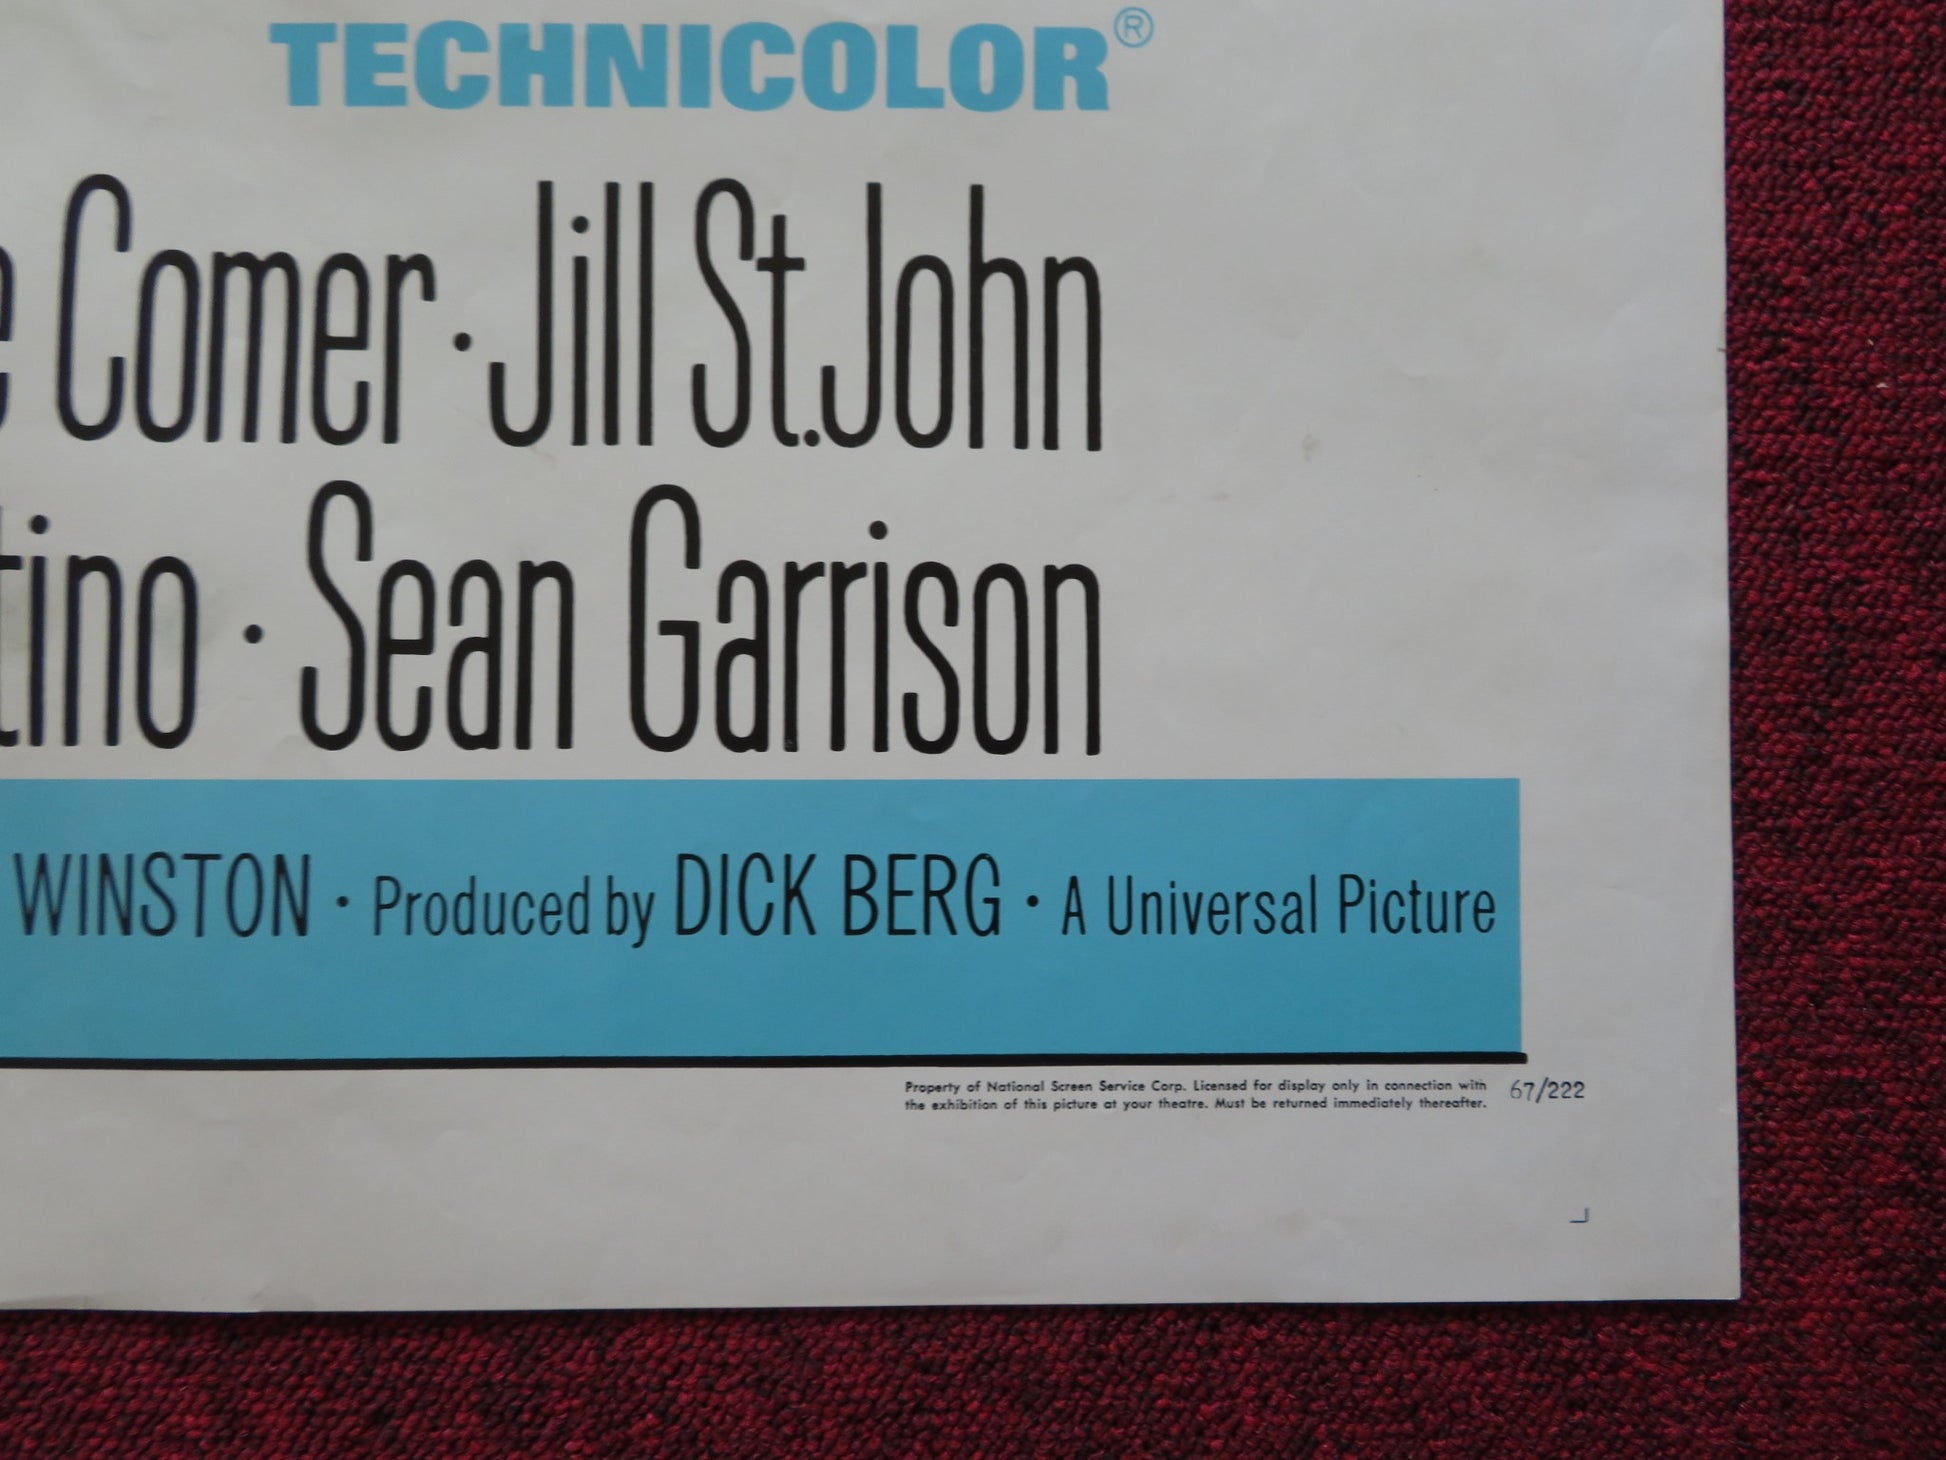 TECHNICOLOR®
Comer · Jill St. John
· Sean Garrison
WINSTON · Produced by DICK BERG · A Universal Picture
Property of National Screen Service Corp. Licensed for display only in connection with
the exhibition of this picture at your theatre. Must be returned immediately thereafter.
67/222